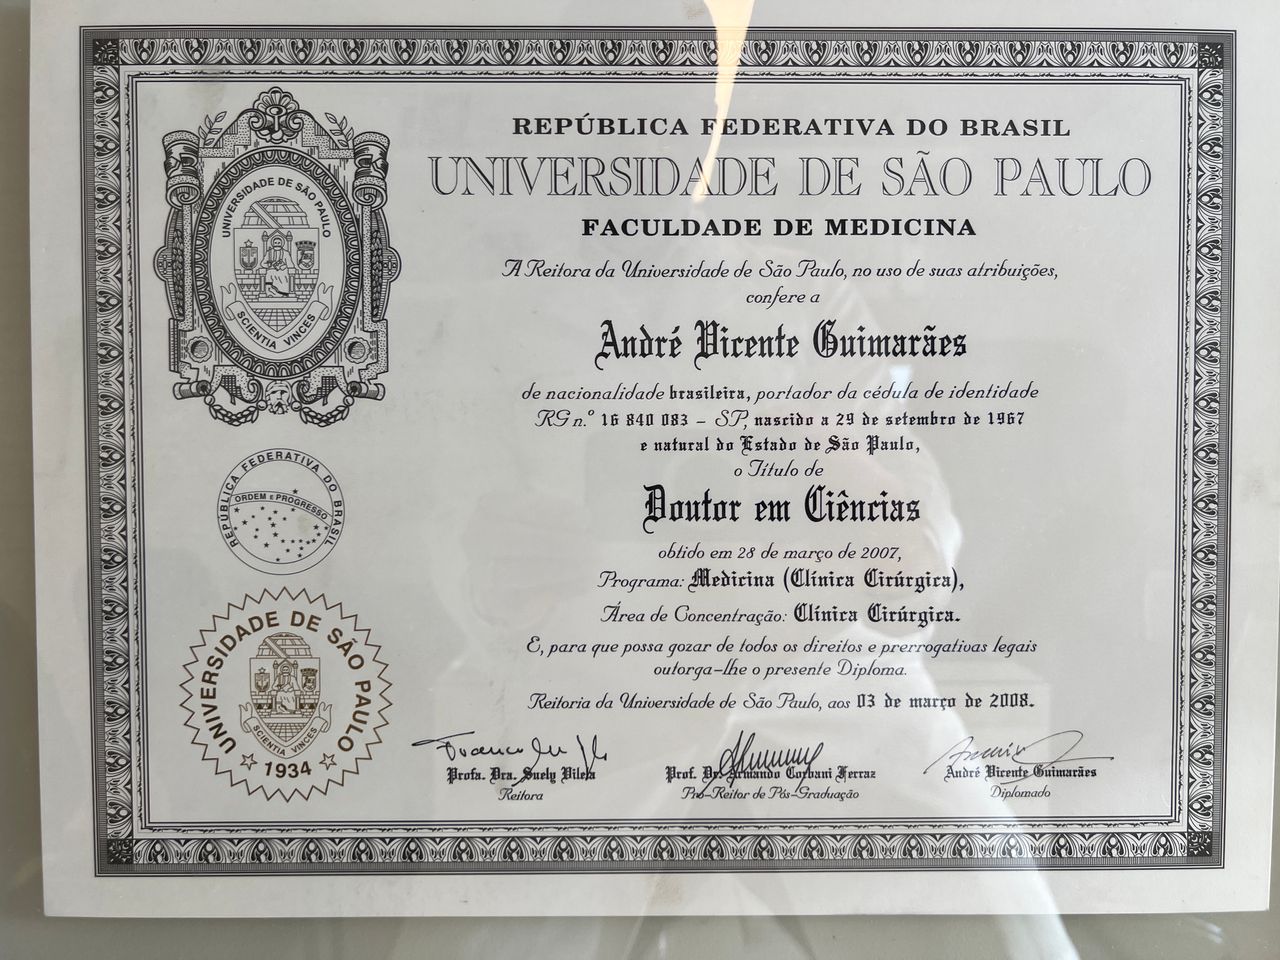 REPÚBLICA FEDERATIVA DO BRASIL
UNIVERSIDADE DE SÃO PAULO
FACULDADE DE MEDICINA
A Reitora da Universidade de São Paulo, no uso de suas atribuições,
confere a
André Vicente Guimarães
de nacionalidade brasileira, portador da cédula de identidade
RG n.º 16 840 083 - SP, nascido a 29 de setembro de 1967
e natural do Estado de São Paulo,
o Título de
Doutor em Ciências
obtido em 28 de março de 2007,
Programa: Medicina (Clínica Cirúrgica),
Área de Concentração: Clínica Cirúrgica.
E, para que possa gozar de todos os direitos e prerrogativas legais
outorga-lhe o presente Diploma.
Reitoria da Universidade de São Paulo, aos 03 de março de 2008.
Profa. Dra. Suely Vilela
Reitora
Prof. Dr. Armando Corbani Ferraz
Pró-Reitor de Pós-Graduação
André Vicente Guimarães
Diplomado
UNIVERSIDADE DE SÃO PAULO
SCIENTIA VINCES
REPÚBLICA FEDERATIVA DO BRASIL
ORDEM E PROGRESSO
UNIVERSIDADE DE SÃO PAULO
SCIENTIA VINCES
1934